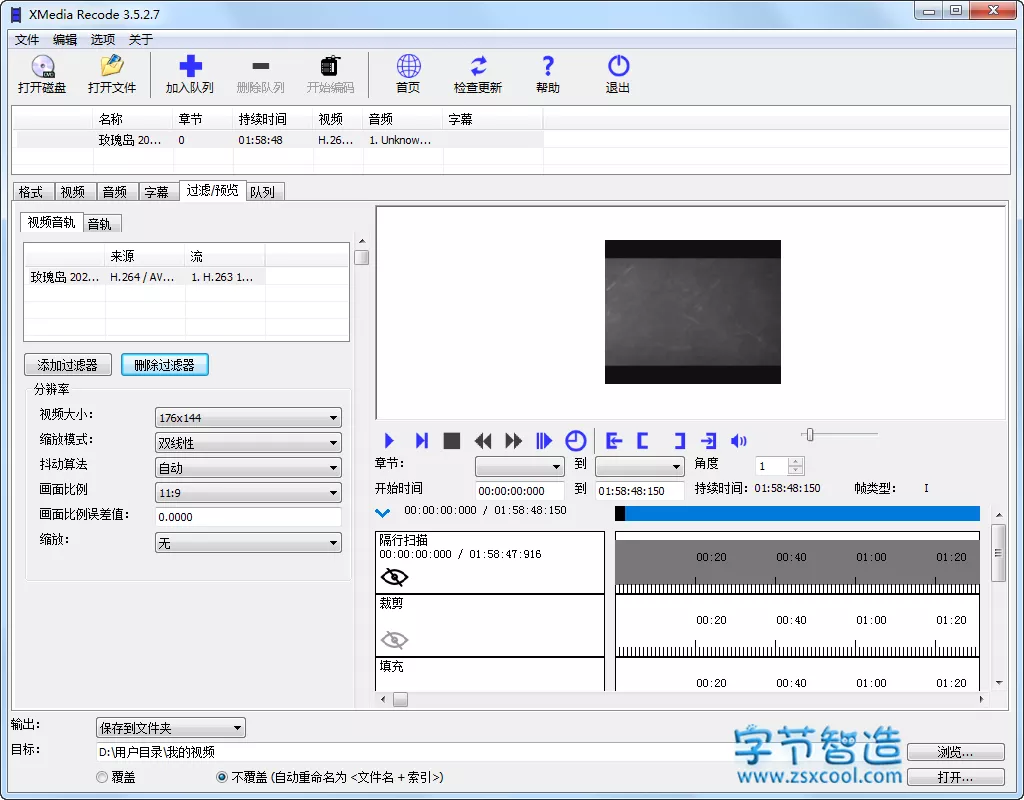 XMedia Recode 3.5.2.7
文件 编辑 选项 关于
打开磁盘 打开文件 加入队列 删除队列 开始编码 首页 检查更新 帮助 退出
名称 章节 持续时间 视频 音频 字幕
玫瑰岛 20... 0 01:58:48 H.26... 1. Unknow...
格式 视频 音频 字幕 过滤/预览 队列
视频音轨 音轨
来源 流
玫瑰岛 202... H.264 / AV... 1. H.263 1...
添加过滤器 删除过滤器
分辨率
视频大小: 176x144
缩放模式: 双线性
抖动算法 自动
画面比例 11:9
画面比例误差值: 0.0000
缩放: 无
章节: 到 角度 1
开始时间 00:00:00:000 到 01:58:48:150 持续时间: 01:58:48:150 帧类型: I
00:00:00:000 / 01:58:48:150
隔行扫描
00:00:00:000 / 01:58:47:916
00:20 00:40 01:00 01:20
裁剪
00:20 00:40 01:00 01:20
填充
00:20 00:40 01:00 01:20
输出: 保存到文件夹
目标: D:\用户目录\我的视频 浏览...
覆盖 不覆盖 (自动重命名为 <文件名 + 索引>) 打开...
字节智造
www.zsxcool.com